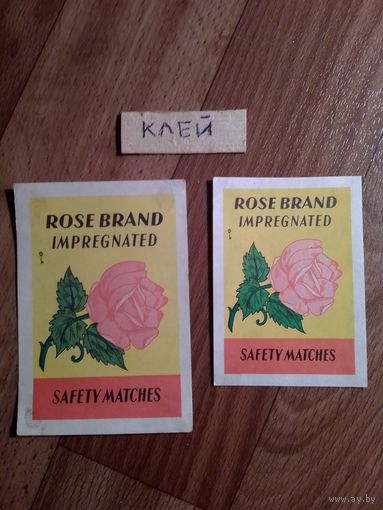 КЛЕЙ
ROSE BRAND
IMPREGNATED
SAFETY MATCHES
ROSE BRAND
IMPREGNATED
SAFETY MATCHES
www.ay.by